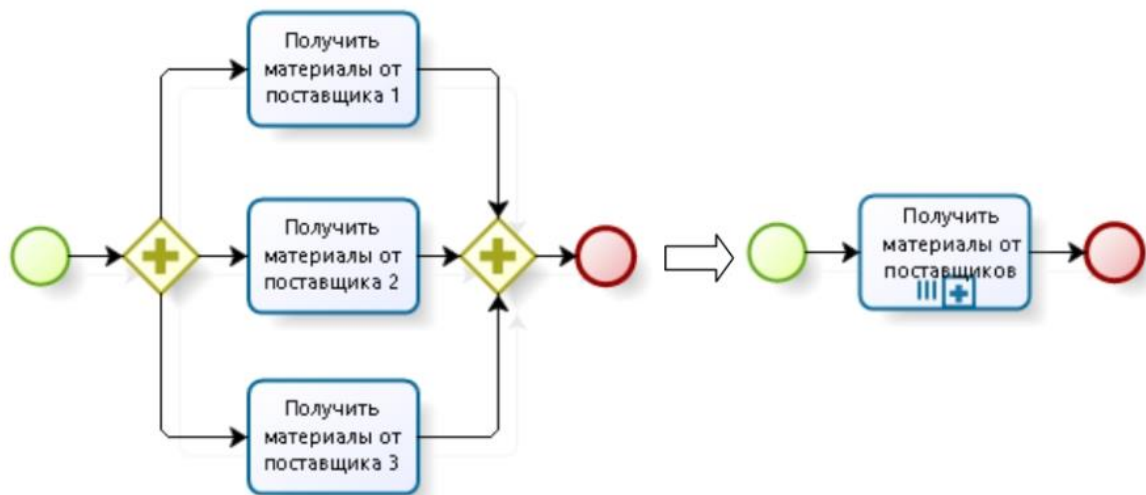 Получить
материалы от
поставщика 1
Получить
материалы от
поставщика 2
Получить
материалы от
поставщика 3
Получить
материалы от
поставщиков